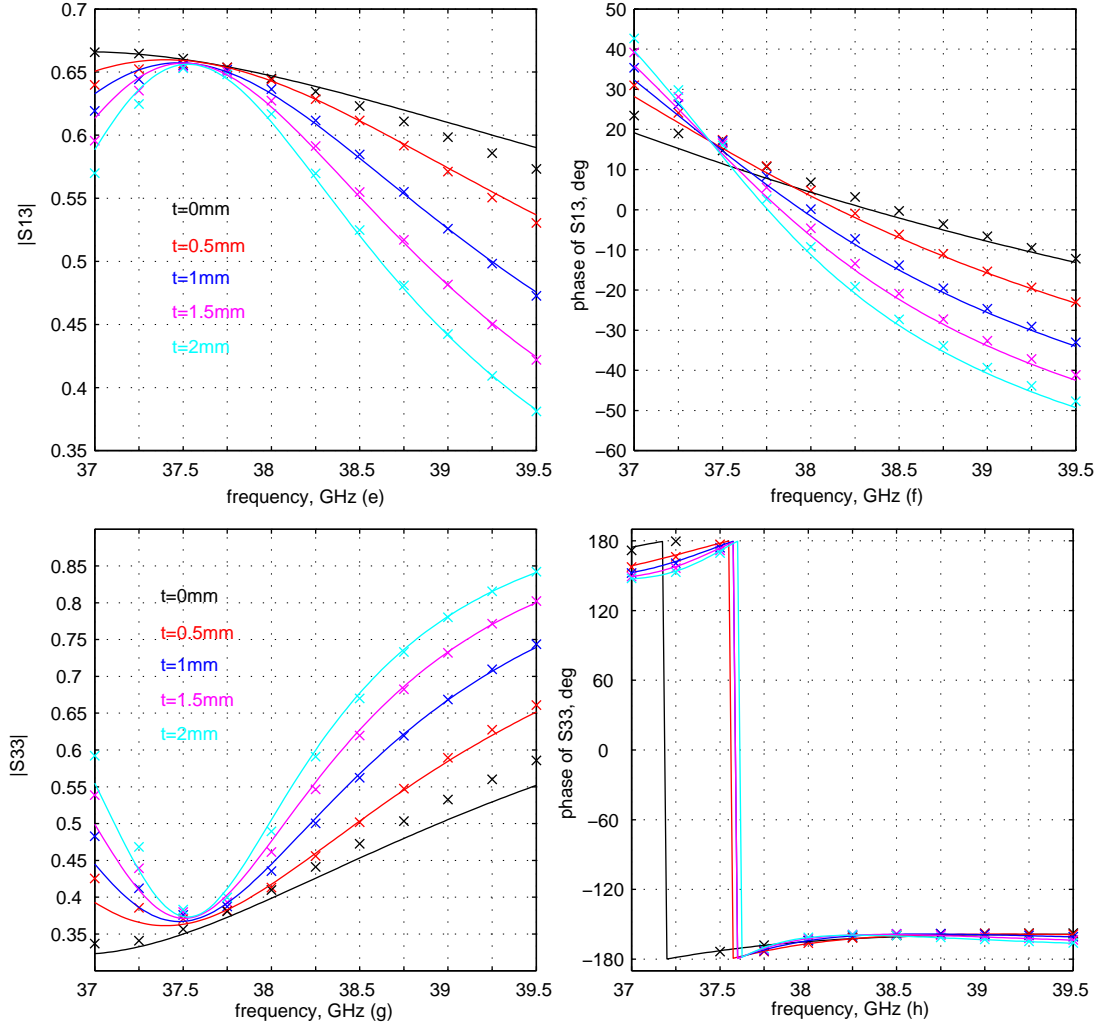 0.7
0.65
0.6
0.55
0.5
0.45
0.4
0.35
|S13|
t=0mm
t=0.5mm
t=1mm
t=1.5mm
t=2mm
37 37.5 38 38.5 39 39.5
frequency, GHz (e)
50
40
30
20
10
0
−10
−20
−30
−40
−50
−60
phase of S13, deg
37 37.5 38 38.5 39 39.5
frequency, GHz (f)
0.85
0.8
0.75
0.7
0.65
0.6
0.55
0.5
0.45
0.4
0.35
|S33|
t=0mm
t=0.5mm
t=1mm
t=1.5mm
t=2mm
37 37.5 38 38.5 39 39.5
frequency, GHz (g)
180
120
60
0
−60
−120
−180
phase of S33, deg
37 37.5 38 38.5 39 39.5
frequency, GHz (h)